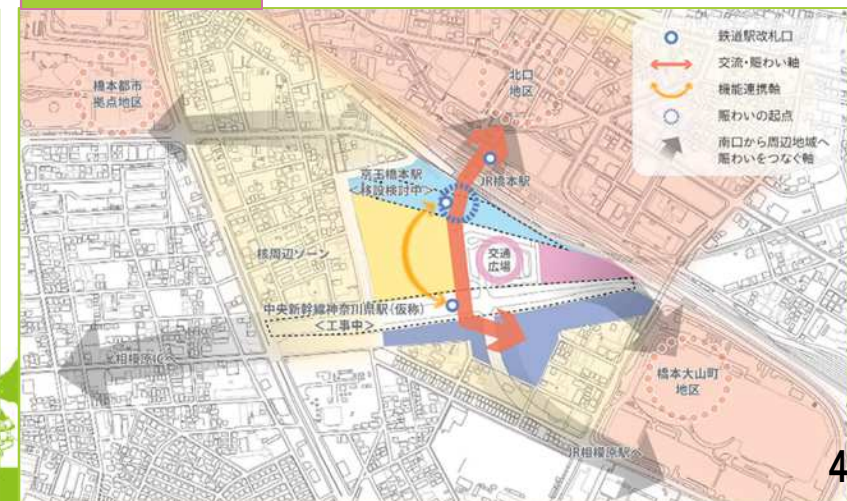 鉄道駅改札口
交流・賑わい軸
機能連携軸
賑わいの起点
南口から周辺地域へ
賑わいをつなぐ軸
橋本都市
拠点地区
北口
地区
京王橋本駅
<移設検討中>
JR橋本駅
核周辺ゾーン
交通
広場
中央新幹線神奈川県駅(仮称)
<工事中>
相模原ICへ
橋本大山町
地区
JR相模原駅へ
4